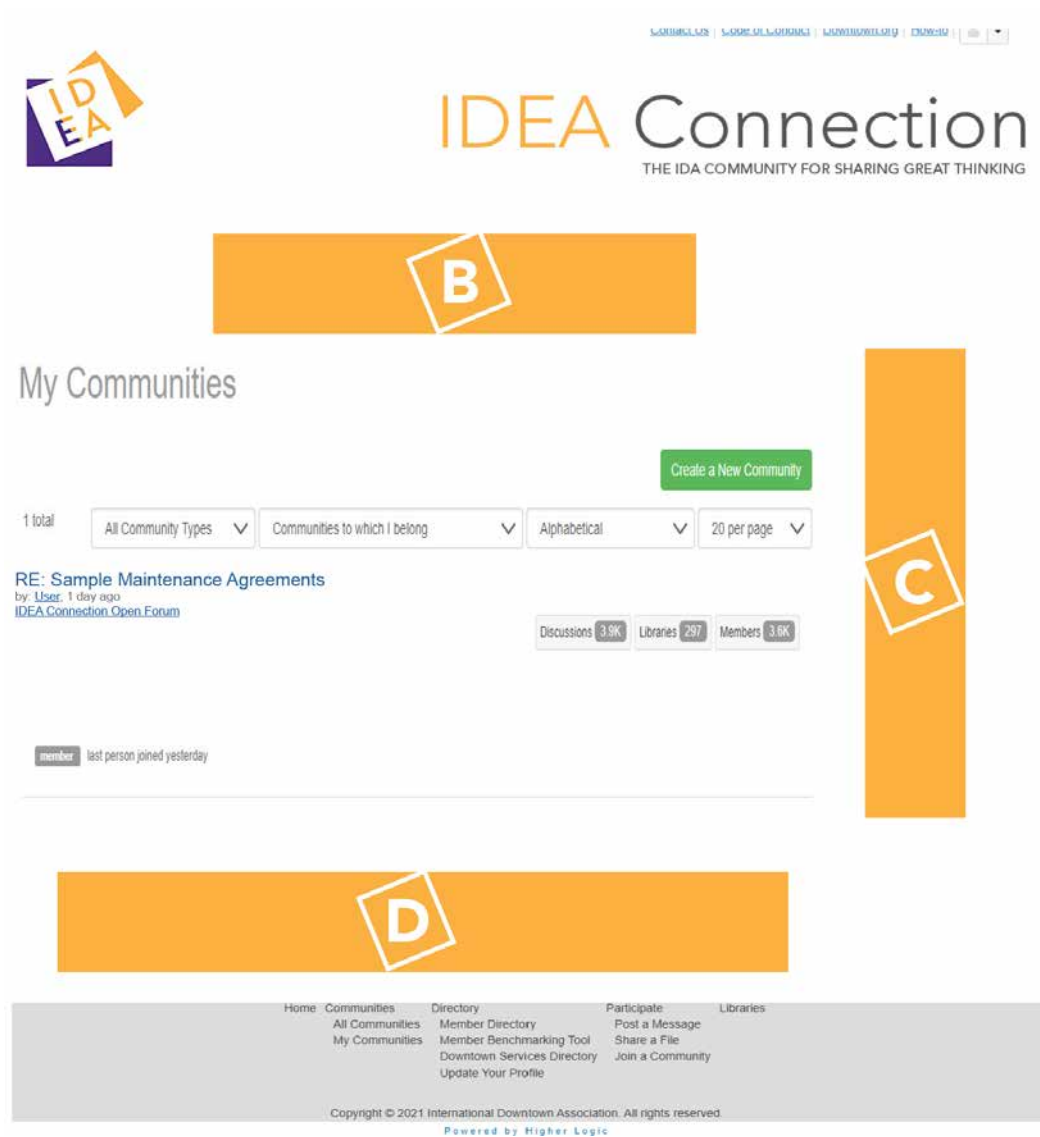 Contact Us | Code of Conduct | Downtown.org | How-to |
ID
EA
IDEA Connection
THE IDA COMMUNITY FOR SHARING GREAT THINKING
B
My Communities
Create a New Community
1 total
All Community Types
Communities to which I belong
Alphabetical
20 per page
C
RE: Sample Maintenance Agreements
by: User, 1 day ago
IDEA Connection Open Forum
Discussions 3.9K Libraries 297 Members 3.6K
member last person joined yesterday
D
Home Communities Directory Participate Libraries
All Communities Member Directory Post a Message
My Communities Member Benchmarking Tool Share a File
Downtown Services Directory Join a Community
Update Your Profile
Copyright © 2021 International Downtown Association. All rights reserved.
Powered by Higher Logic